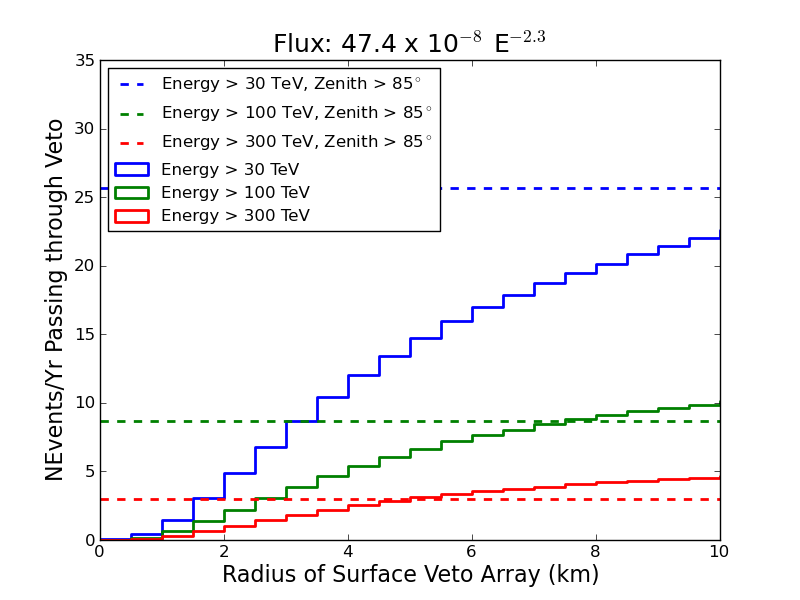 Flux: 47.4 x 10⁻⁸ E⁻²·³
35
30
25
20
15
10
5
0
NEvents/Yr Passing through Veto
Energy > 30 TeV, Zenith > 85°
Energy > 100 TeV, Zenith > 85°
Energy > 300 TeV, Zenith > 85°
Energy > 30 TeV
Energy > 100 TeV
Energy > 300 TeV
0 2 4 6 8 10
Radius of Surface Veto Array (km)